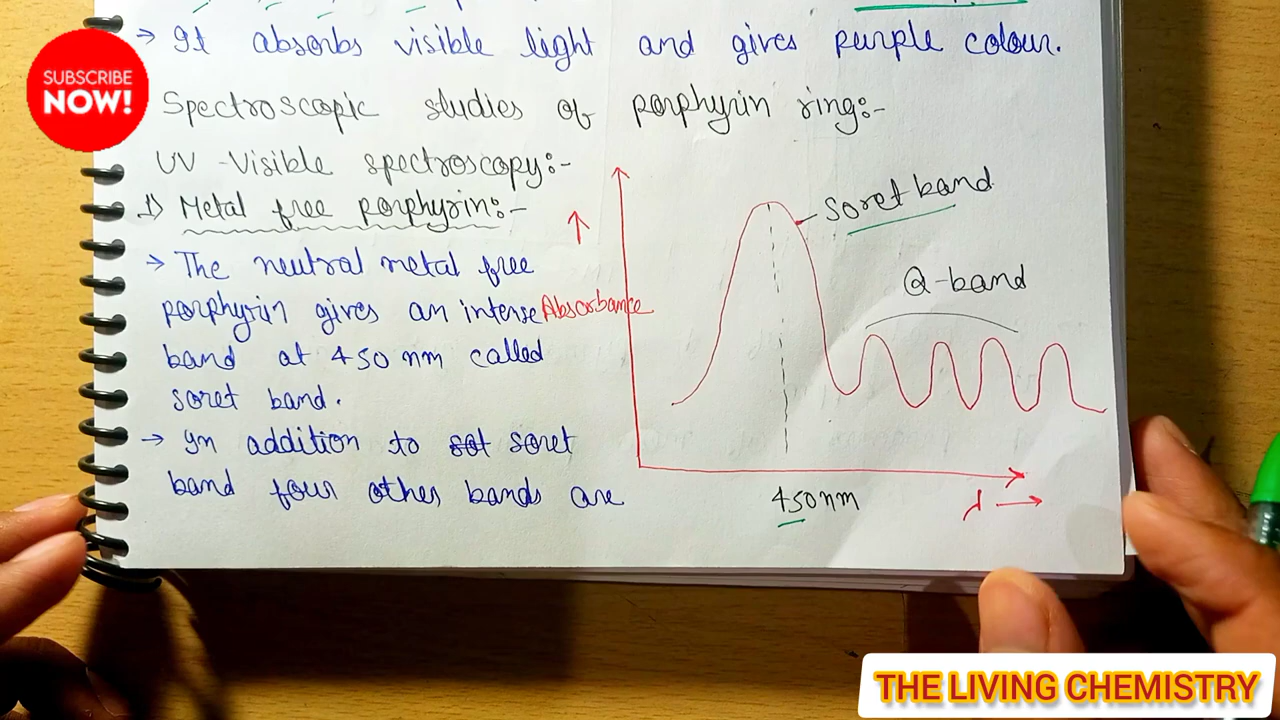 → It absorbs visible light and gives purple colour.
SUBSCRIBE
NOW!
Spectroscopic studies of porphyrin ring:-
UV-Visible spectroscopy:-
1) Metal free porphyrin:-
→ The neutral metal free
porphyrin gives an intense
band at 450 nm called
soret band.
→ In addition to soret
band four other bands are
Absorbance
Soret band
Q-band
450nm
λ →
THE LIVING CHEMISTRY